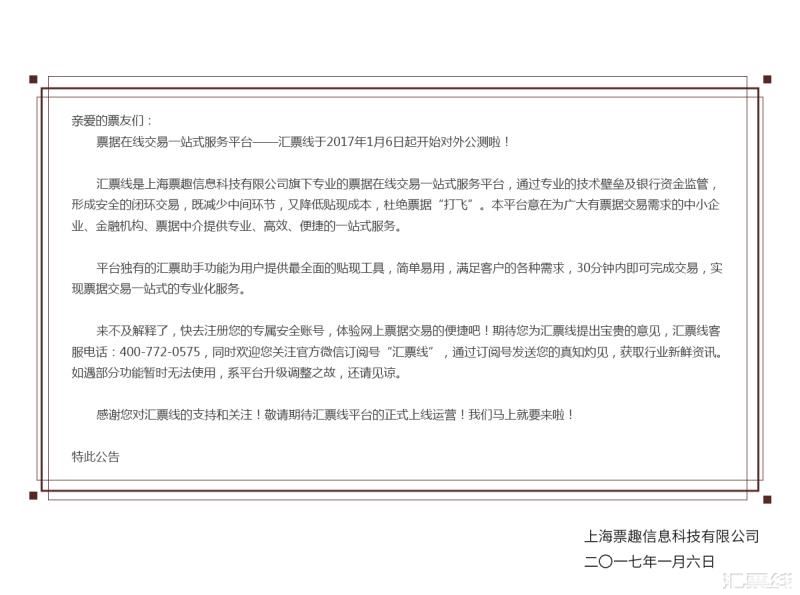 亲爱的票友们：
票据在线交易一站式服务平台——汇票线于2017年1月6日起开始对外公测啦！
汇票线是上海票趣信息科技有限公司旗下专业的票据在线交易一站式服务平台，通过专业的技术壁垒及银行资金监管，
形成安全的闭环交易，既减少中间环节，又降低贴现成本，杜绝票据“打飞”。本平台意在为广大有票据交易需求的中小企
业、金融机构、票据中介提供专业、高效、便捷的一站式服务。
平台独有的汇票助手功能为用户提供最全面的贴现工具，简单易用，满足客户的各种需求，30分钟内即可完成交易，实
现票据交易一站式的专业化服务。
来不及解释了，快去注册您的专属安全账号，体验网上票据交易的便捷吧！期待您为汇票线提出宝贵的意见，汇票线客
服电话：400-772-0575，同时欢迎您关注官方微信订阅号“汇票线”，通过订阅号发送您的真知灼见，获取行业新鲜资讯。
如遇部分功能暂时无法使用，系平台升级调整之故，还请见谅。
感谢您对汇票线的支持和关注！敬请期待汇票线平台的正式上线运营！我们马上就要来啦！
特此公告
上海票趣信息科技有限公司
二〇一七年一月六日
汇票线